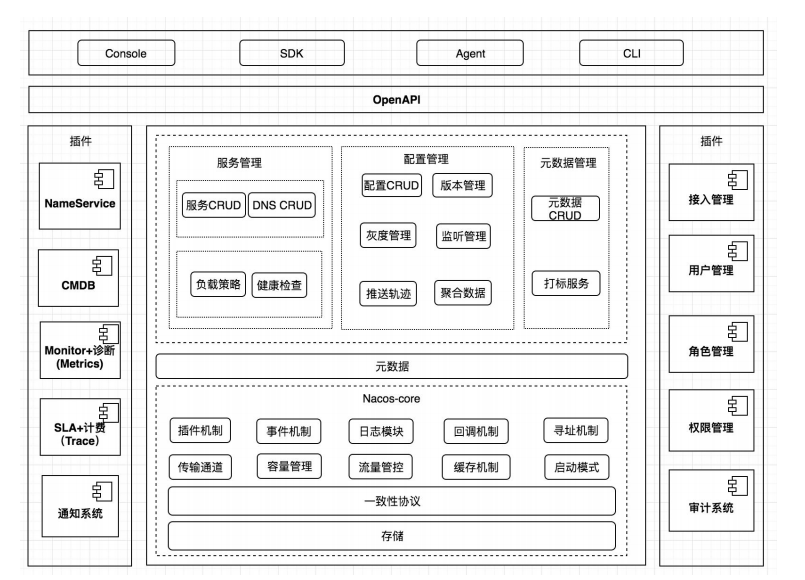 Console
SDK
Agent
CLI
OpenAPI
插件
NameService
CMDB
Monitor+诊断
(Metrics)
SLA+计费
（Trace）
通知系统
服务管理
服务CRUD
DNS CRUD
负载策略
健康检查
配置管理
配置CRUD
版本管理
灰度管理
监听管理
推送轨迹
聚合数据
元数据管理
元数据
CRUD
打标服务
元数据
Nacos-core
插件机制
事件机制
日志模块
回调机制
寻址机制
传输通道
容量管理
流量管控
缓存机制
启动模式
一致性协议
存储
插件
接入管理
用户管理
角色管理
权限管理
审计系统